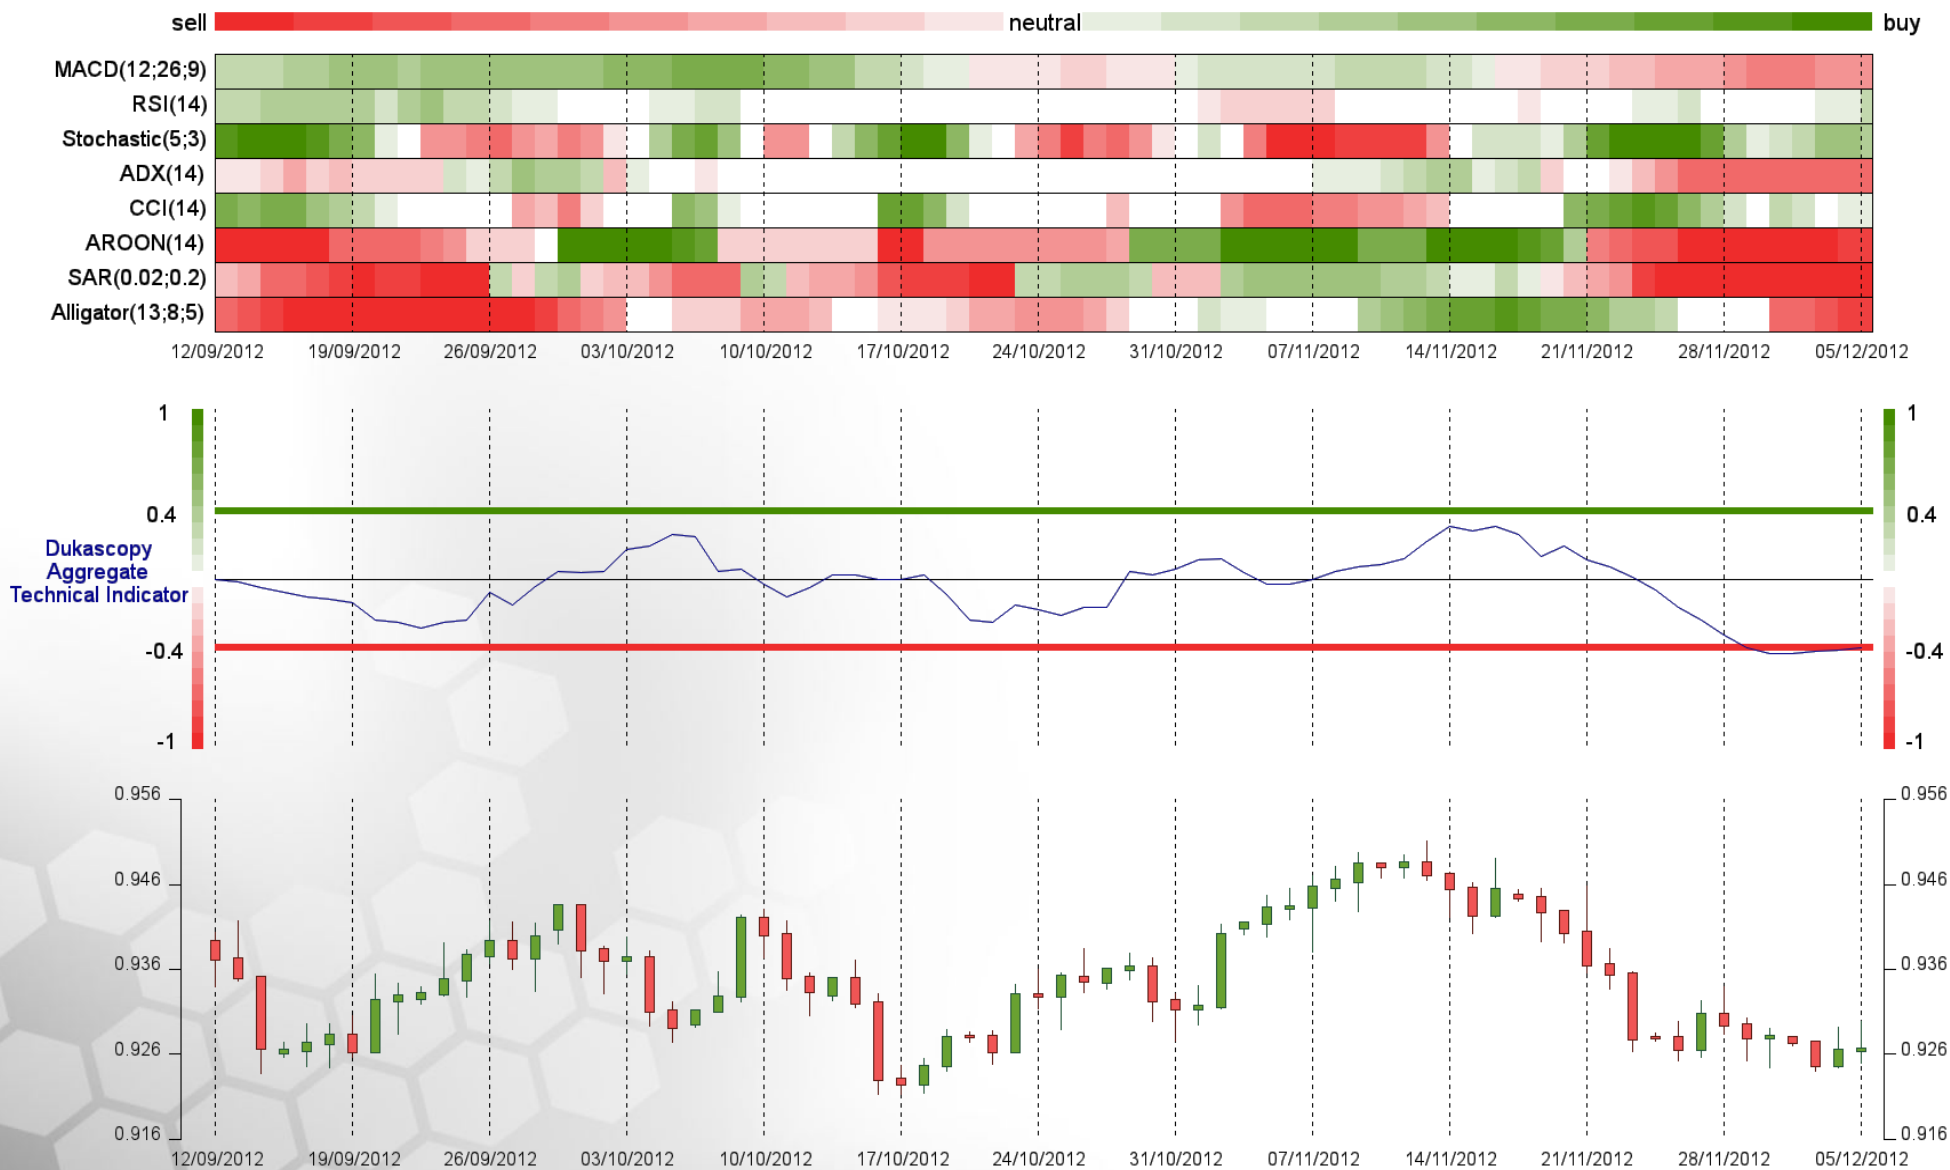 sell neutral buy
MACD(12;26;9)
RSI(14)
Stochastic(5;3)
ADX(14)
CCI(14)
AROON(14)
SAR(0.02;0.2)
Alligator(13;8;5)
12/09/2012 19/09/2012 26/09/2012 03/10/2012 10/10/2012 17/10/2012 24/10/2012 31/10/2012 07/11/2012 14/11/2012 21/11/2012 28/11/2012 05/12/2012
1 1
0.4 0.4
Dukascopy
Aggregate
Technical Indicator
-0.4 -0.4
-1 -1
0.956 0.956
0.946 0.946
0.936 0.936
0.926 0.926
0.916 0.916
12/09/2012 19/09/2012 26/09/2012 03/10/2012 10/10/2012 17/10/2012 24/10/2012 31/10/2012 07/11/2012 14/11/2012 21/11/2012 28/11/2012 05/12/2012